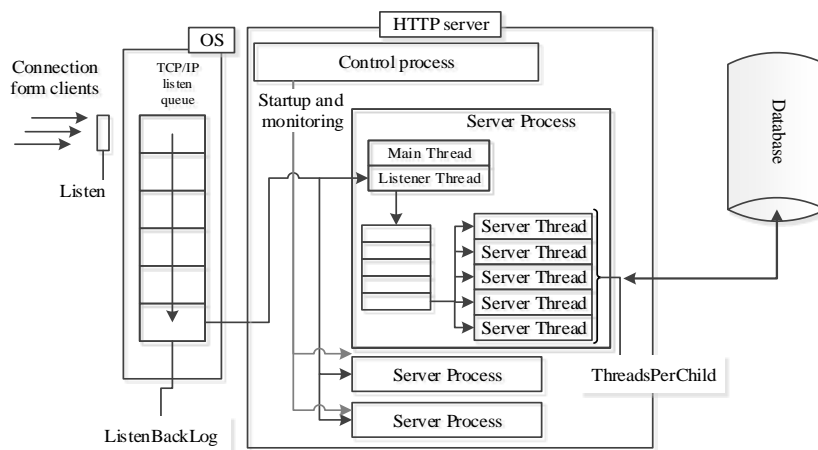 HTTP server
OS
Control process
TCP/IP
listen
queue
Connection
form clients
Startup and
monitoring
Server Process
Main Thread
Listener Thread
Database
Listen
Server Thread
Server Thread
Server Thread
Server Thread
Server Thread
Server Process
ThreadsPerChild
Server Process
ListenBackLog